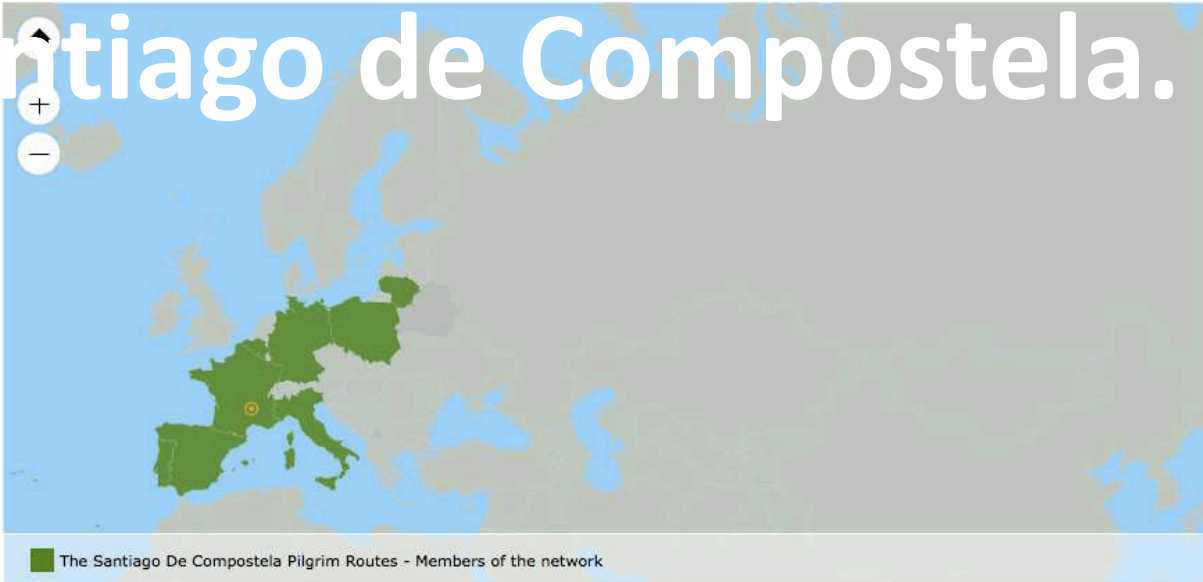 ntiago de Compostela.
+
−
The Santiago De Compostela Pilgrim Routes - Members of the network